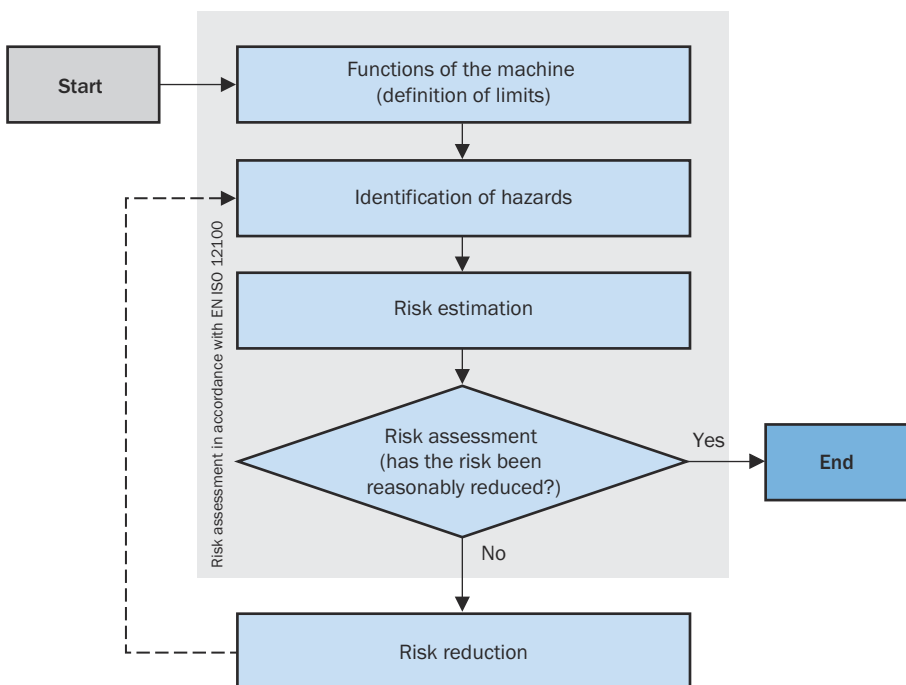 Start
Functions of the machine
(definition of limits)
Identification of hazards
Risk estimation
Risk assessment in accordance with EN ISO 12100
Risk assessment
(has the risk been
reasonably reduced?)
Yes
End
No
Risk reduction